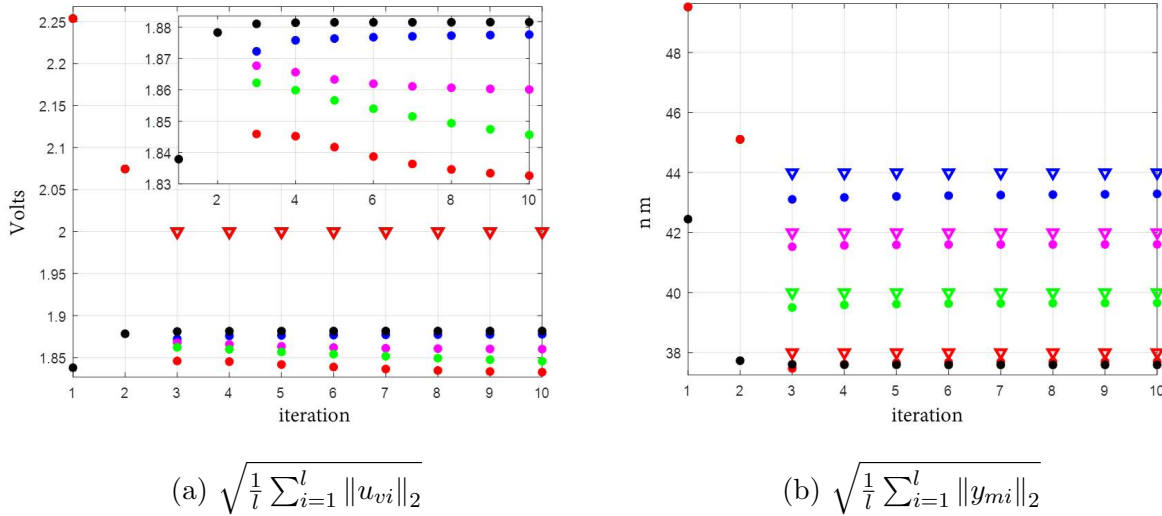 2.25
2.2
2.15
2.1
2.05
2
1.95
1.9
1.85
Volts
1 2 3 4 5 6 7 8 9 10
iteration
1.88
1.87
1.86
1.85
1.84
1.83
2 4 6 8 10
48
46
44
42
40
38
n m
1 2 3 4 5 6 7 8 9 10
iteration
(a) $\sqrt{\frac{1}{l}\sum_{i=1}^{l}\|u_{vi}\|_2}$
(b) $\sqrt{\frac{1}{l}\sum_{i=1}^{l}\|y_{mi}\|_2}$